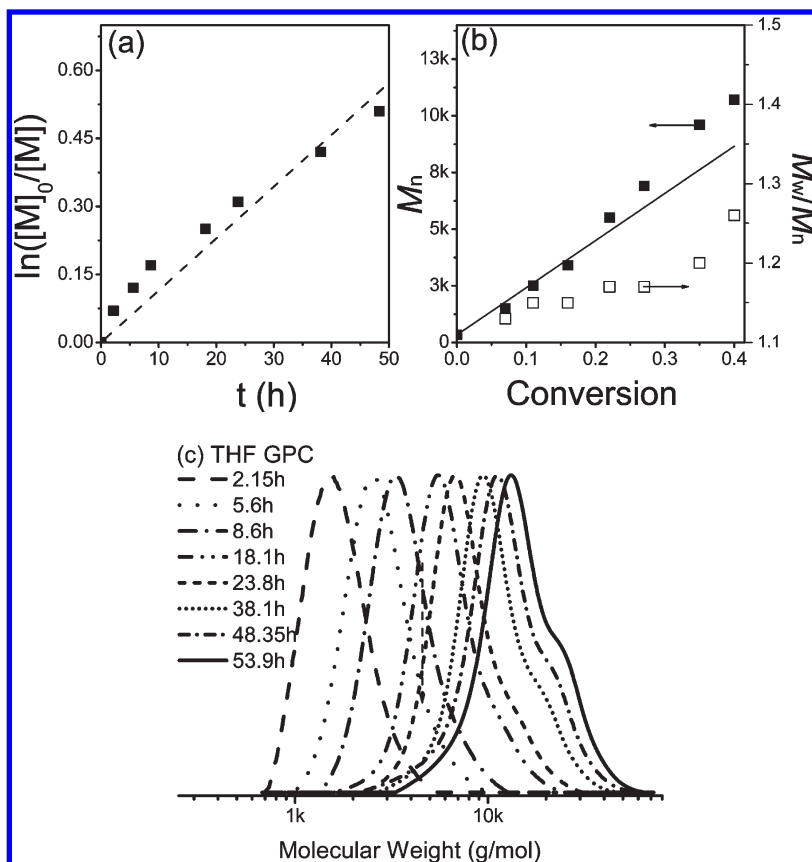 (a)
ln([M]0/[M])
0.60
0.45
0.30
0.15
0.00
0 10 20 30 40 50
t (h)
(b)
Mn
13k
10k
8k
5k
3k
0
0.0 0.1 0.2 0.3 0.4
Conversion
1.5
1.4
1.3
1.2
1.1
Mw/Mn
(c) THF GPC
2.15h
5.6h
8.6h
18.1h
23.8h
38.1h
48.35h
53.9h
1k 10k
Molecular Weight (g/mol)